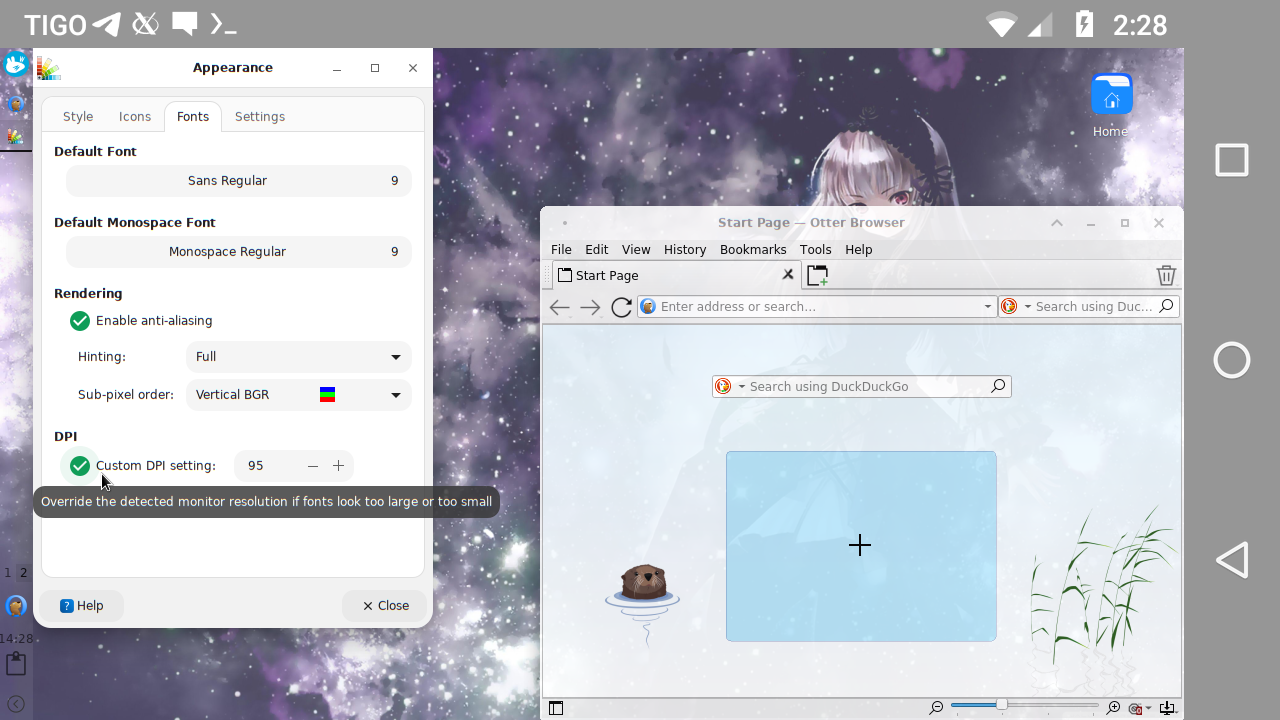 TIGO
2:28
Appearance
Style Icons Fonts Settings
Default Font
Sans Regular 9
Default Monospace Font
Monospace Regular 9
Rendering
Enable anti-aliasing
Hinting: Full
Sub-pixel order: Vertical BGR
DPI
Custom DPI setting: 95
Override the detected monitor resolution if fonts look too large or too small
? Help
Close
1 2
14:28
Home
Start Page — Otter Browser
File Edit View History Bookmarks Tools Help
Start Page
Enter address or search...
Search using Duc...
Search using DuckDuckGo